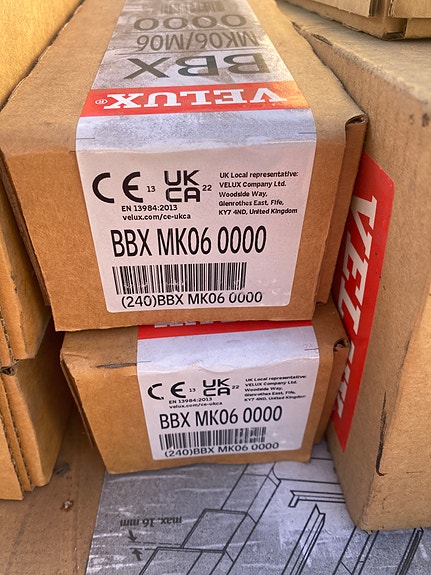 MK06/M06
0000
BBX
VELUX®
CE 13 UK CA 22
EN 13984:2013
velux.com/ce-ukca
UK Local representative:
VELUX Company Ltd.
Woodside Way,
Glenrothes East, Fife,
KY7 4ND, United Kingdom
BBX MK06 0000
(240)BBX MK06 0000
CE 13 UK CA 22
EN 13984:2013
velux.com/ce-ukca
UK Local representative:
VELUX Company Ltd.
Woodside Way,
Glenrothes East, Fife,
KY7 4ND, United Kingdom
BBX MK06 0000
(240)BBX MK06 0000
VELUX
max. 16 mm